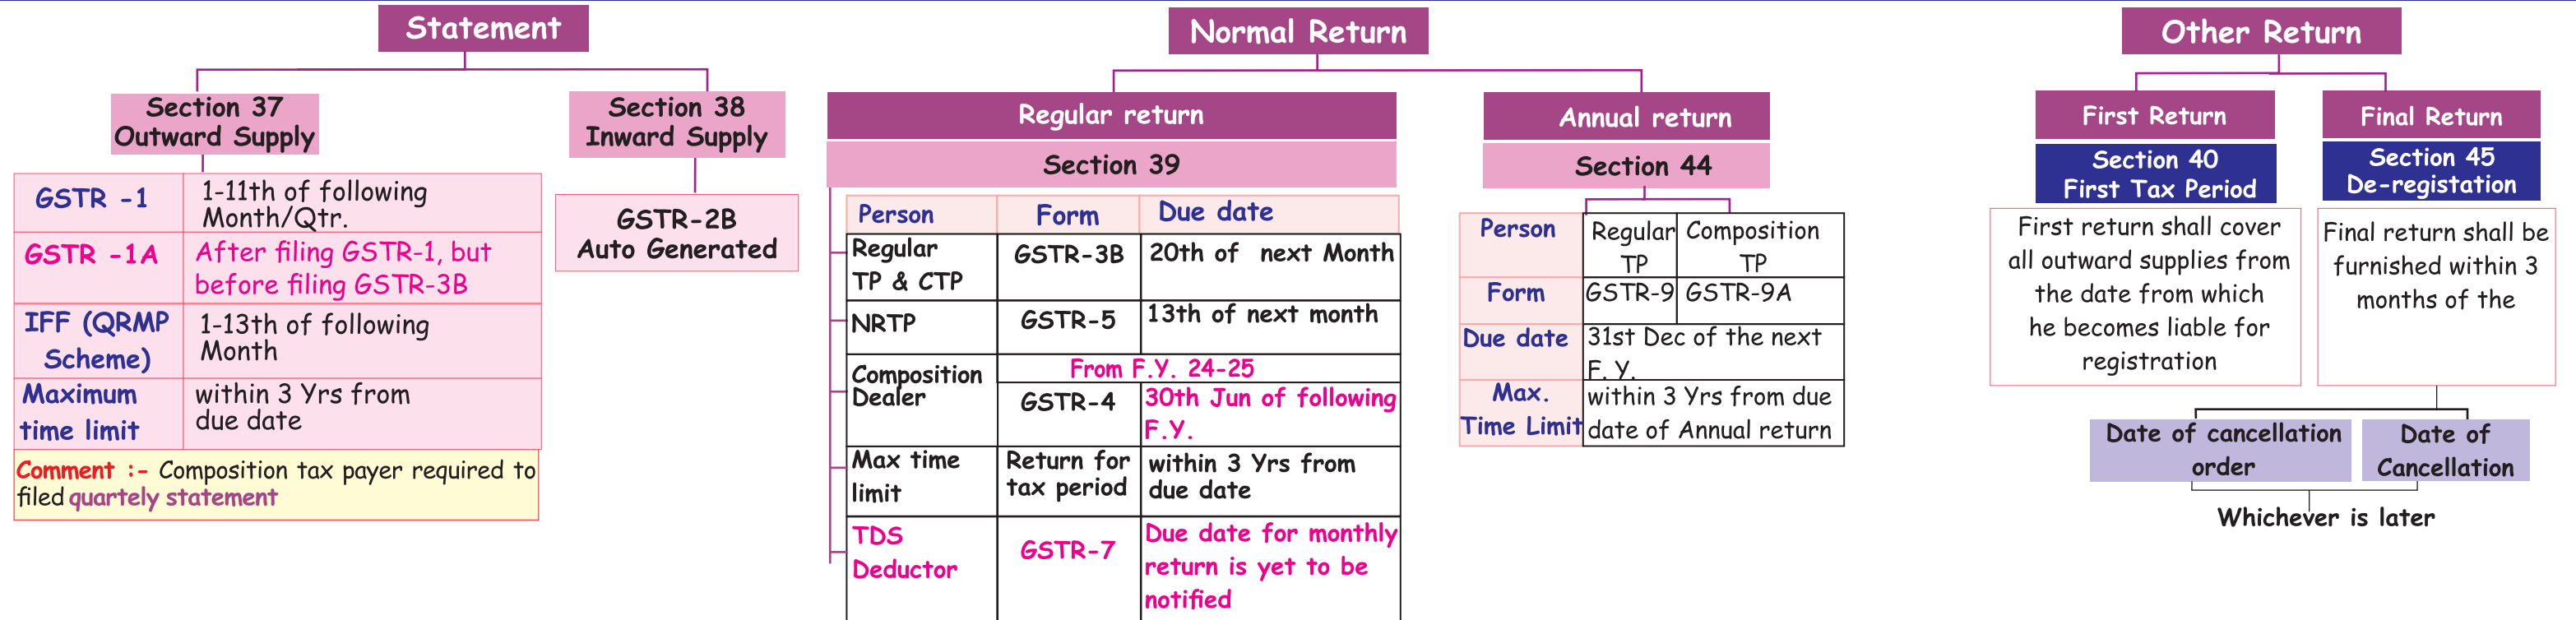 Statement
Section 37
Outward Supply
GSTR -1
1-11th of following
Month/Qtr.
GSTR -1A
After filing GSTR-1, but
before filing GSTR-3B
IFF (QRMP
Scheme)
1-13th of following
Month
Maximum
time limit
within 3 Yrs from
due date
Comment :- Composition tax payer required to
filed quartely statement
Section 38
Inward Supply
GSTR-2B
Auto Generated
Normal Return
Regular return
Section 39
Person
Form
Due date
Regular
TP & CTP
GSTR-3B
20th of next Month
NRTP
GSTR-5
13th of next month
Composition
Dealer
From F.Y. 24-25
GSTR-4
30th Jun of following
F.Y.
Max time
limit
Return for
tax period
within 3 Yrs from
due date
TDS
Deductor
GSTR-7
Due date for monthly
return is yet to be
notified
Annual return
Section 44
Person
Regular
TP
Composition
TP
Form
GSTR-9
GSTR-9A
Due date
31st Dec of the next
F. Y.
Max.
Time Limit
within 3 Yrs from due
date of Annual return
Other Return
First Return
Section 40
First Tax Period
First return shall cover
all outward supplies from
the date from which
he becomes liable for
registration
Final Return
Section 45
De-registation
Final return shall be
furnished within 3
months of the
Date of cancellation
order
Date of
Cancellation
Whichever is later